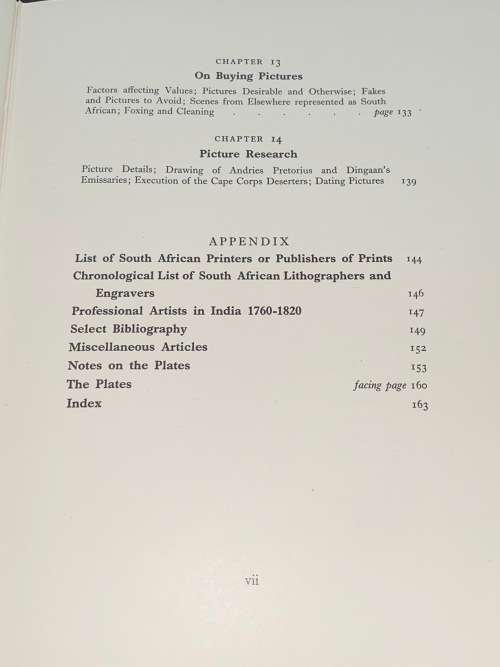 CHAPTER 13
On Buying Pictures
Factors affecting Values; Pictures Desirable and Otherwise; Fakes
and Pictures to Avoid; Scenes from Elsewhere represented as South
African; Foxing and Cleaning . . . . . . page 133
CHAPTER 14
Picture Research
Picture Details; Drawing of Andries Pretorius and Dingaan's
Emissaries; Execution of the Cape Corps Deserters; Dating Pictures 139
APPENDIX
List of South African Printers or Publishers of Prints 144
Chronological List of South African Lithographers and
Engravers 146
Professional Artists in India 1760-1820 147
Select Bibliography 149
Miscellaneous Articles 152
Notes on the Plates 153
The Plates facing page 160
Index 163
vii